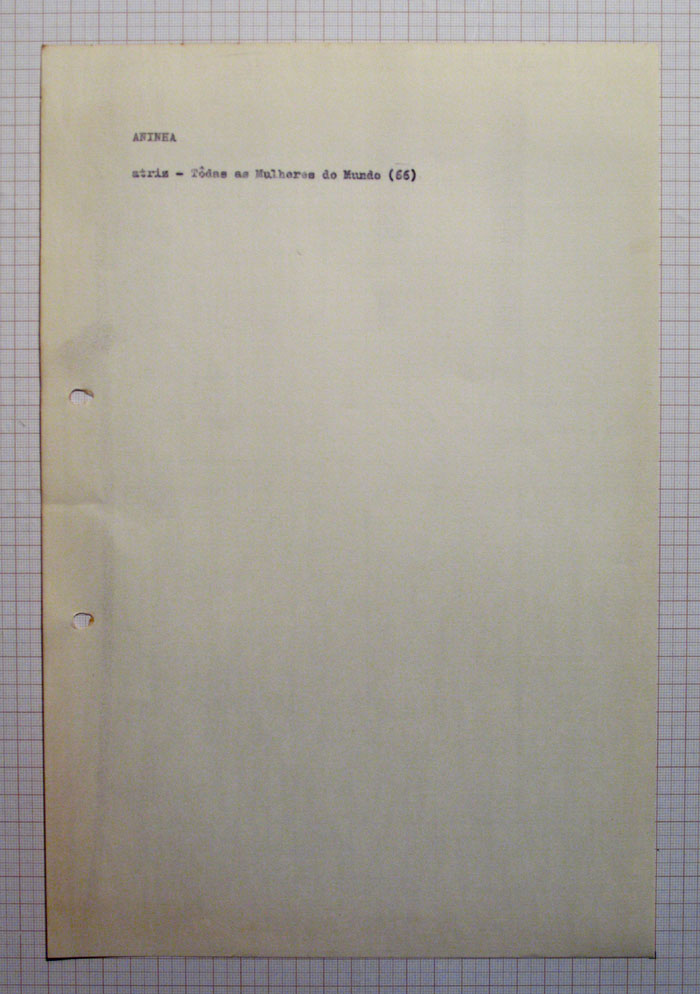 ANINHA
atriz - Tôdas as Mulheres do Mundo (66)